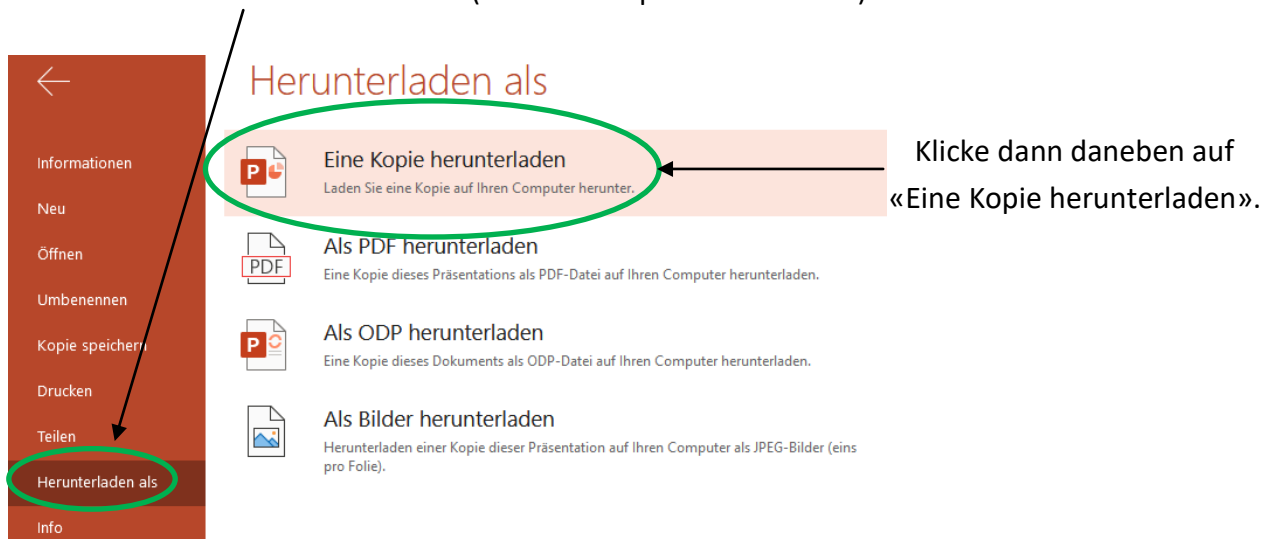 Herunterladen als
Informationen
Neu
Öffnen
Umbenennen
Kopie speichern
Drucken
Teilen
Herunterladen als
Info
P
Eine Kopie herunterladen
Laden Sie eine Kopie auf Ihren Computer herunter.
PDF
Als PDF herunterladen
Eine Kopie dieses Präsentations als PDF-Datei auf Ihren Computer herunterladen.
P
Als ODP herunterladen
Eine Kopie dieses Dokuments als ODP-Datei auf Ihren Computer herunterladen.
Als Bilder herunterladen
Herunterladen einer Kopie dieser Präsentation auf Ihren Computer als JPEG-Bilder (eins
pro Folie).
Klicke dann daneben auf
«Eine Kopie herunterladen».